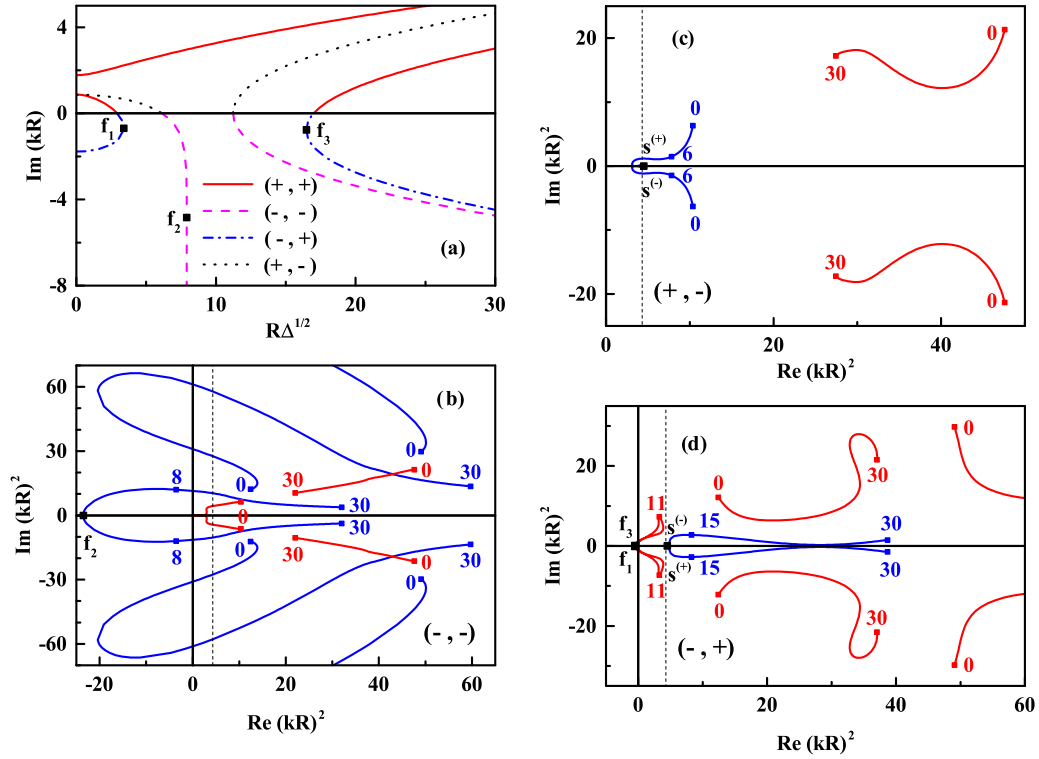 4
0
-4
-8
Im (kR)
0
10
20
30
RΔ^1/2
f1
f2
f3
(+ , +)
(- , -)
(- , +)
(+ , -)
(a)
60
30
0
-30
-60
Im (kR)^2
-20
0
20
40
60
Re (kR)^2
(b)
8
0
0
30
0
30
0
30
f2
8
0
30
30
0
0
30
(- , -)
20
0
-20
Im (kR)^2
0
20
40
Re (kR)^2
(c)
0
30
0
s(+)
6
s(-)
6
0
30
0
(+ , -)
20
0
-20
Im (kR)^2
0
20
40
60
Re (kR)^2
(d)
0
0
11
30
f3
s(-)
15
30
f1
s(+)
15
30
11
0
30
0
(- , +)